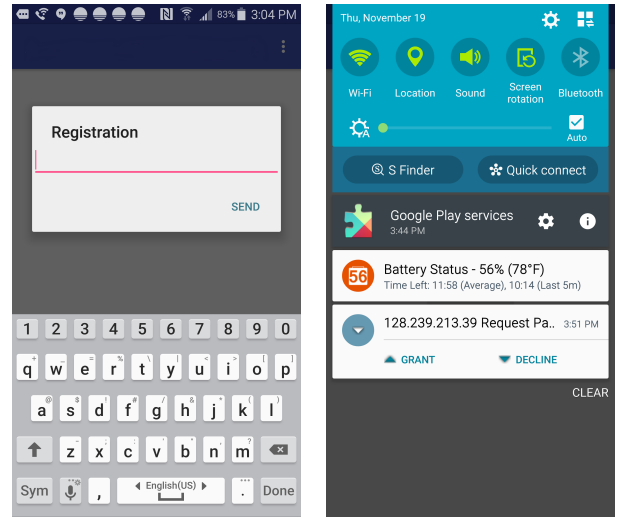 83% 3:04 PM
Registration
SEND
1 2 3 4 5 6 7 8 9 0
q w e r t y u i o p
a s d f g h j k l
z x c v b n m
Sym , English(US) . Done
Thu, November 19
Wi-Fi Location Sound Screen rotation Bluetooth
A Auto
S Finder Quick connect
Google Play services
3:44 PM
56 Battery Status - 56% (78°F)
Time Left: 11:58 (Average), 10:14 (Last 5m)
128.239.213.39 Request Pa.. 3:51 PM
GRANT DECLINE
CLEAR